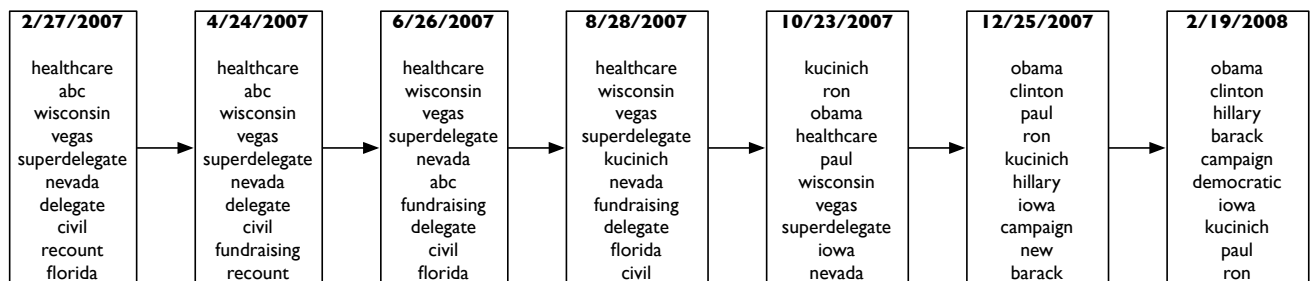 2/27/2007
healthcare
abc
wisconsin
vegas
superdelegate
nevada
delegate
civil
recount
florida
4/24/2007
healthcare
abc
wisconsin
vegas
superdelegate
nevada
delegate
civil
fundraising
recount
6/26/2007
healthcare
wisconsin
vegas
superdelegate
nevada
abc
fundraising
delegate
civil
florida
8/28/2007
healthcare
wisconsin
vegas
superdelegate
kucinich
nevada
fundraising
delegate
florida
civil
10/23/2007
kucinich
ron
obama
healthcare
paul
wisconsin
vegas
superdelegate
iowa
nevada
12/25/2007
obama
clinton
paul
ron
kucinich
hillary
iowa
campaign
new
barack
2/19/2008
obama
clinton
hillary
barack
campaign
democratic
iowa
kucinich
paul
ron